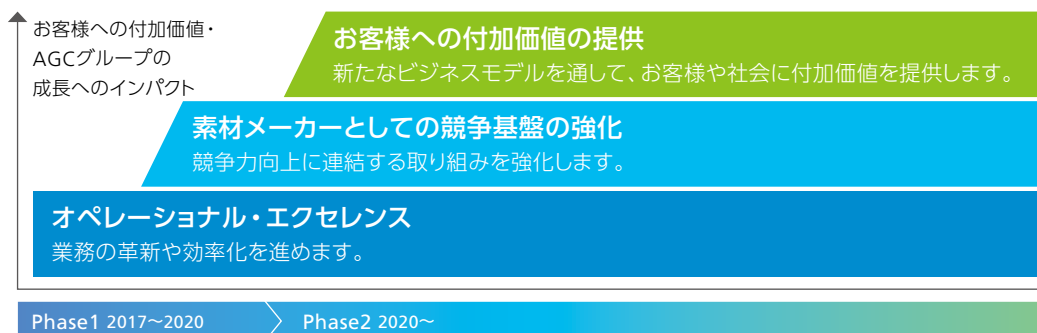 お客様への付加価値・
AGCグループの
成長へのインパクト
お客様への付加価値の提供
新たなビジネスモデルを通して、お客様や社会に付加価値を提供します。
素材メーカーとしての競争基盤の強化
競争力向上に連結する取り組みを強化します。
オペレーショナル・エクセレンス
業務の革新や効率化を進めます。
Phase1 2017〜2020
Phase2 2020〜